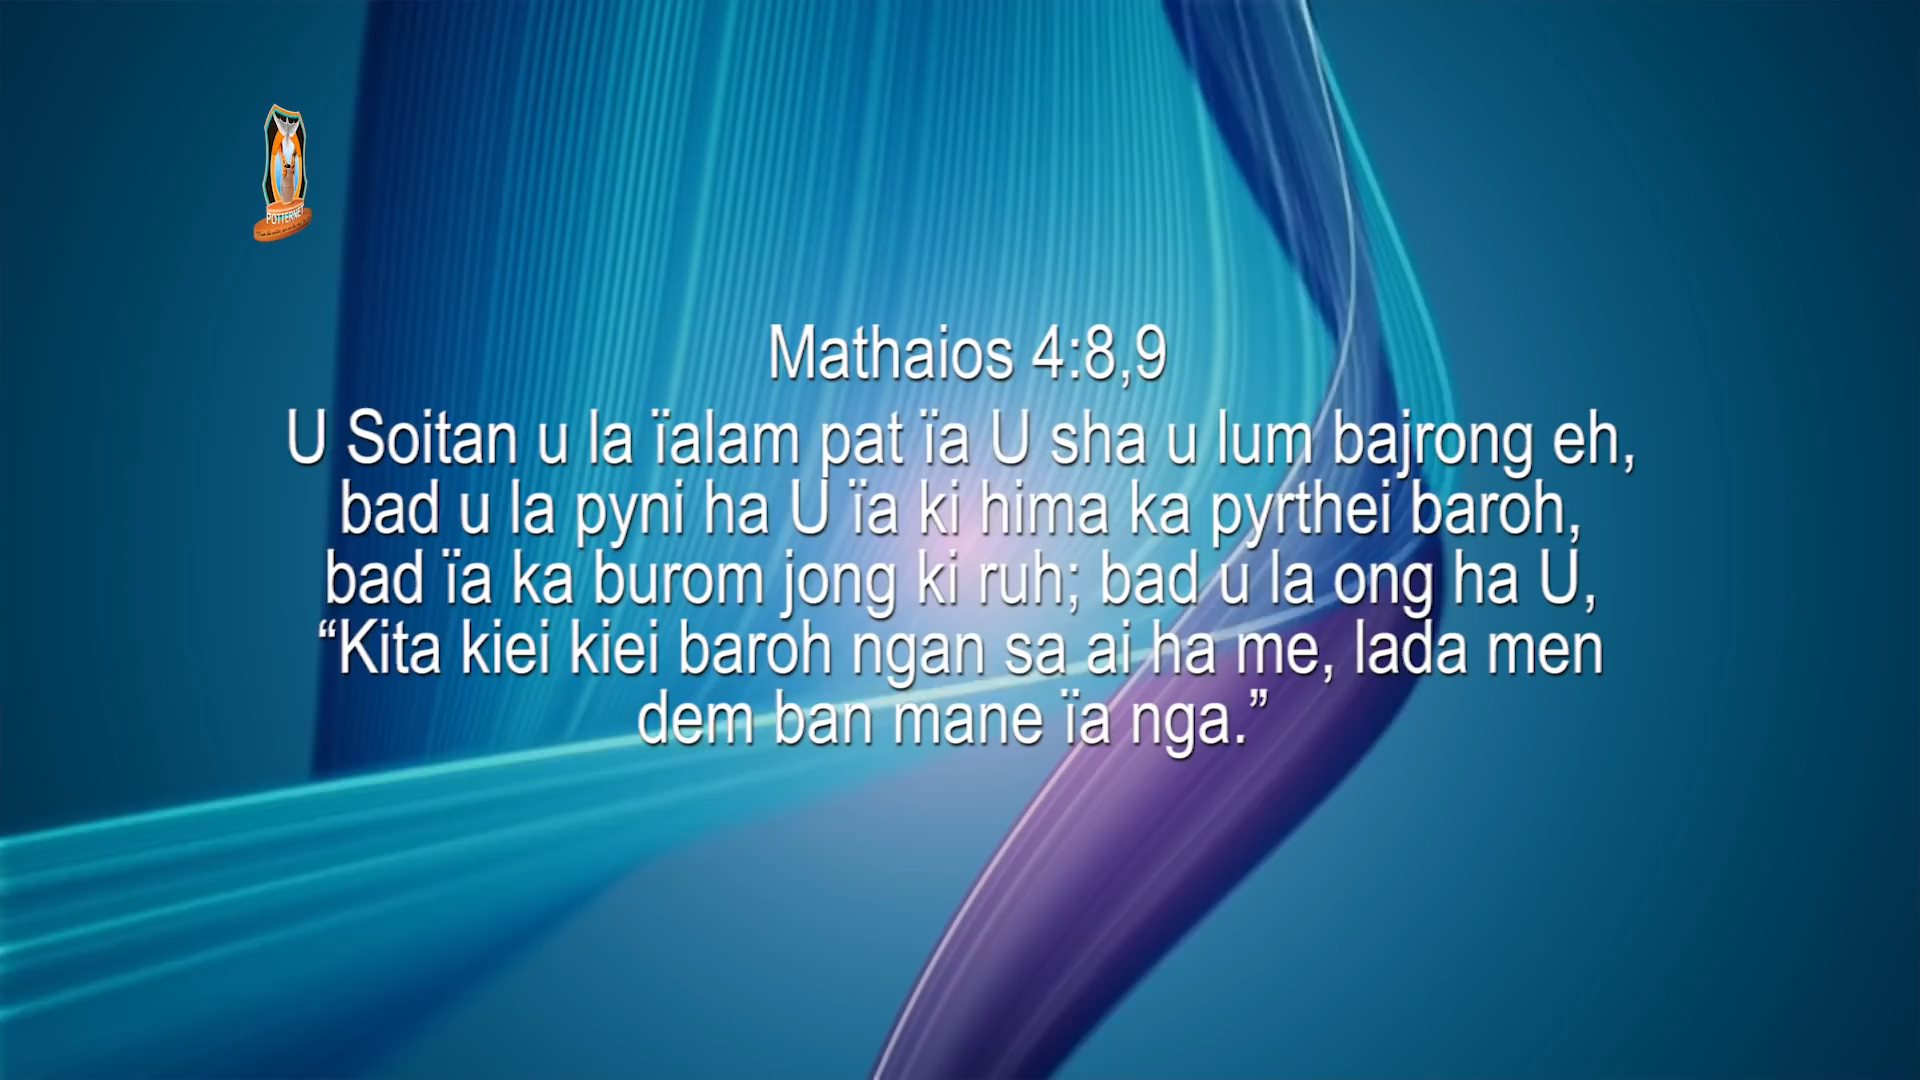 POTTERNET
Mathaios 4:8,9
U Soitan u la ïalam pat ïa U sha u lum bajrong eh,
bad u la pyni ha U ïa ki hima ka pyrthei baroh,
bad ïa ka burom jong ki ruh; bad u la ong ha U,
“Kita kiei kiei baroh ngan sa ai ha me, lada men
dem ban mane ïa nga.”